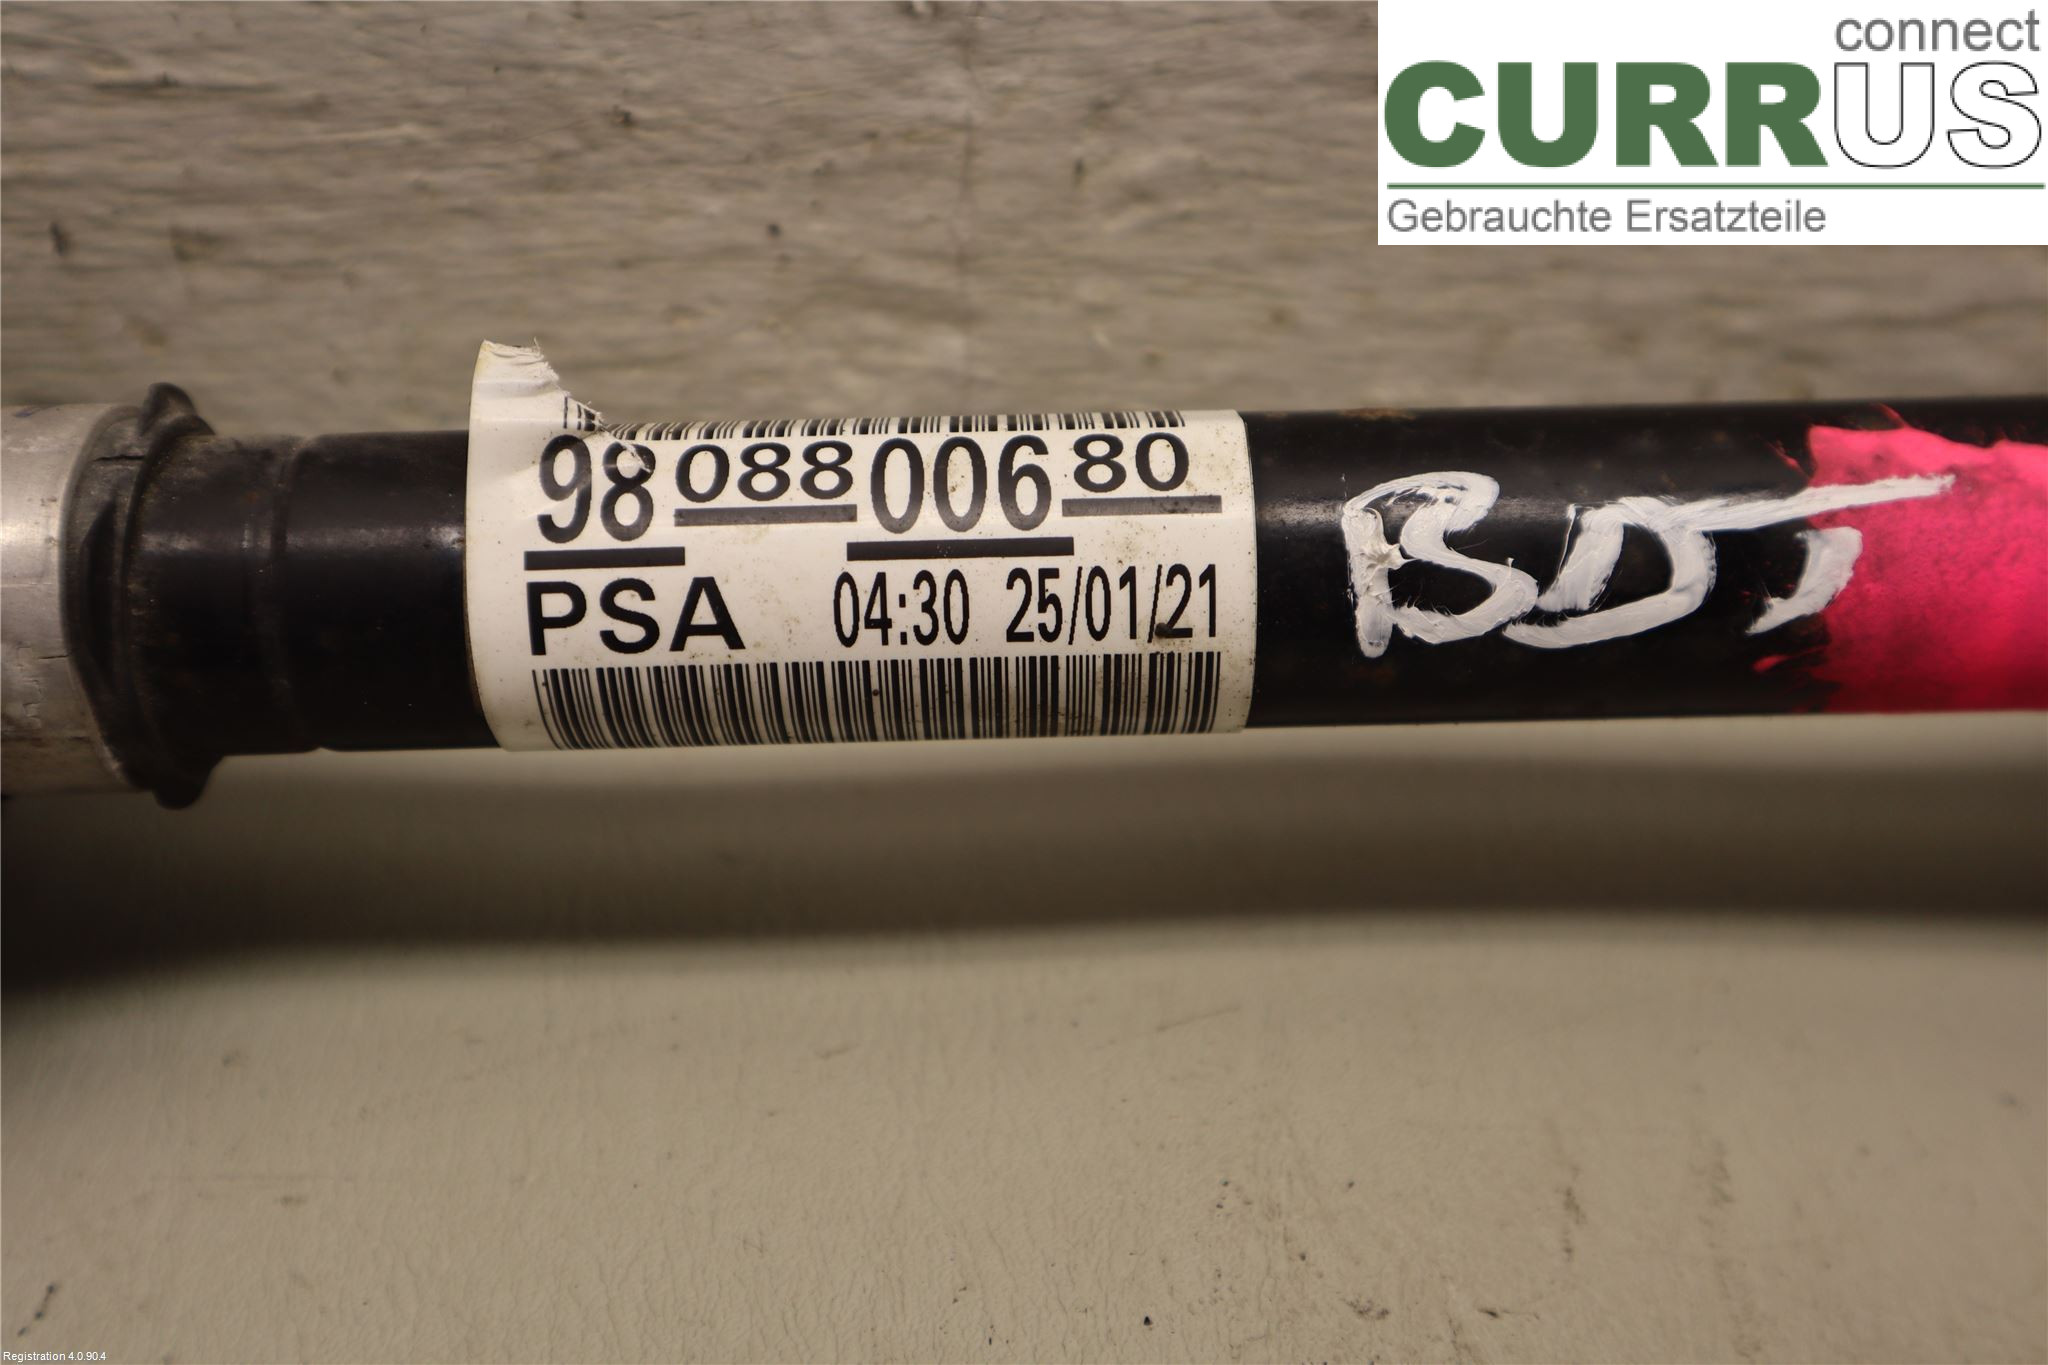 connect
CURRUS
Gebrauchte Ersatzteile
98 088 006 80
PSA 04:30 25/01/21
Registration 4.0.90.4